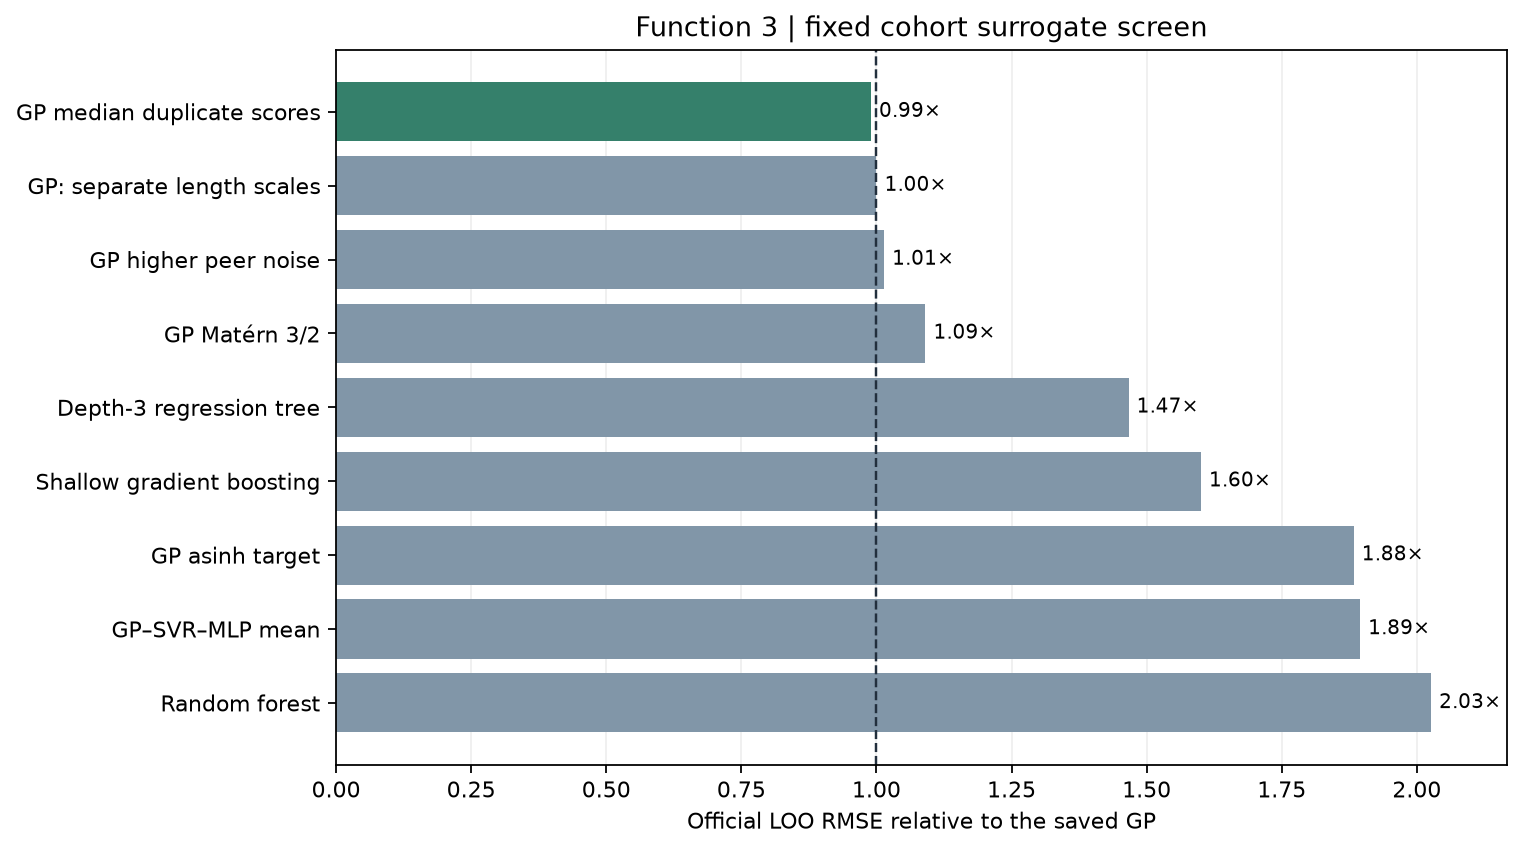 Function 3 | fixed cohort surrogate screen
GP median duplicate scores
0.99×
GP: separate length scales
1.00×
GP higher peer noise
1.01×
GP Matérn 3/2
1.09×
Depth-3 regression tree
1.47×
Shallow gradient boosting
1.60×
GP asinh target
1.88×
GP–SVR–MLP mean
1.89×
Random forest
2.03×
0.00 0.25 0.50 0.75 1.00 1.25 1.50 1.75 2.00
Official LOO RMSE relative to the saved GP